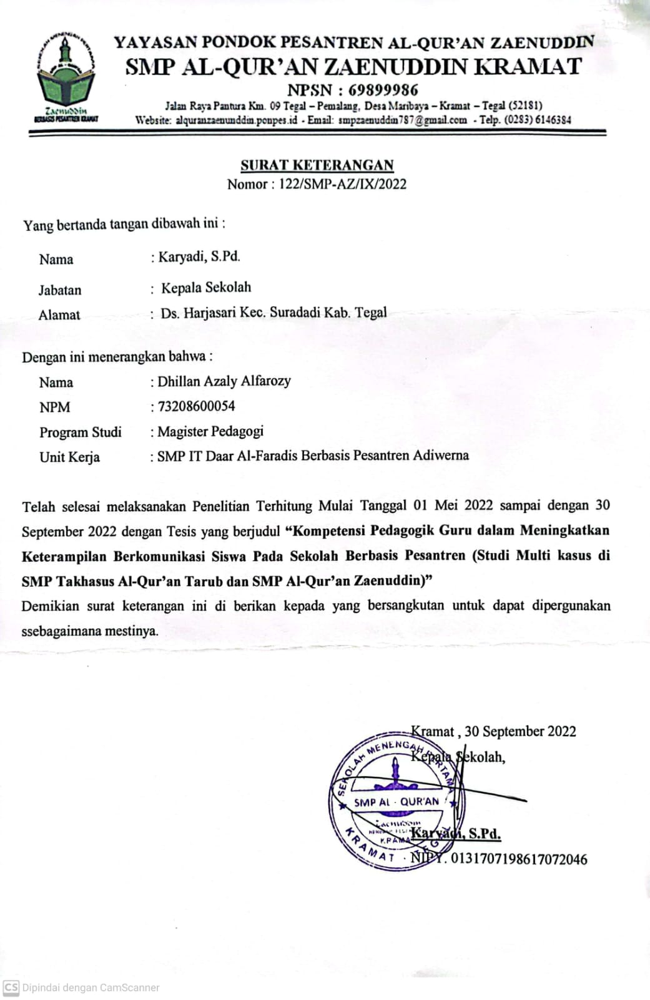 YAYASAN PONDOK PESANTREN AL-QUR'AN ZAENUDDIN
SMP AL-QUR'AN ZAENUDDIN KRAMAT
NPSN : 69899986
Jalan Raya Pantura Km. 09 Tegal – Pemalang, Desa Maribaya – Kramat – Tegal (52181)
Website: alquranzaenunddin.ponpes.id - Email: smpzaenuddin787@gmail.com - Telp. (0283) 6146384
SEKOLAH MENENGAH PERTAMA
AL - QUR'AN
Zaenuddin
BERBASIS PESANTREN KRAMAT
SURAT KETERANGAN
Nomor : 122/SMP-AZ/IX/2022
Yang bertanda tangan dibawah ini :
Nama : Karyadi, S.Pd.
Jabatan : Kepala Sekolah
Alamat : Ds. Harjasari Kec. Suradadi Kab. Tegal
Dengan ini menerangkan bahwa :
Nama : Dhillan Azaly Alfarozy
NPM : 73208600054
Program Studi : Magister Pedagogi
Unit Kerja : SMP IT Daar Al-Faradis Berbasis Pesantren Adiwerna
Telah selesai melaksanakan Penelitian Terhitung Mulai Tanggal 01 Mei 2022 sampai dengan 30
September 2022 dengan Tesis yang berjudul “Kompetensi Pedagogik Guru dalam Meningkatkan
Keterampilan Berkomunikasi Siswa Pada Sekolah Berbasis Pesantren (Studi Multi kasus di
SMP Takhasus Al-Qur’an Tarub dan SMP Al-Qur’an Zaenuddin)”
Demikian surat keterangan ini di berikan kepada yang bersangkutan untuk dapat dipergunakan
ssebagaimana mestinya.
Kramat , 30 September 2022
Kepala Sekolah,
SEKOLAH MENENGAH PERTAMA
SMP AL - QUR'AN
Zaenuddin
KRAMAT
KRAMAT - TEGAL
Karyadi, S.Pd.
NIPY. 0131707198617072046
CS Dipindai dengan CamScanner